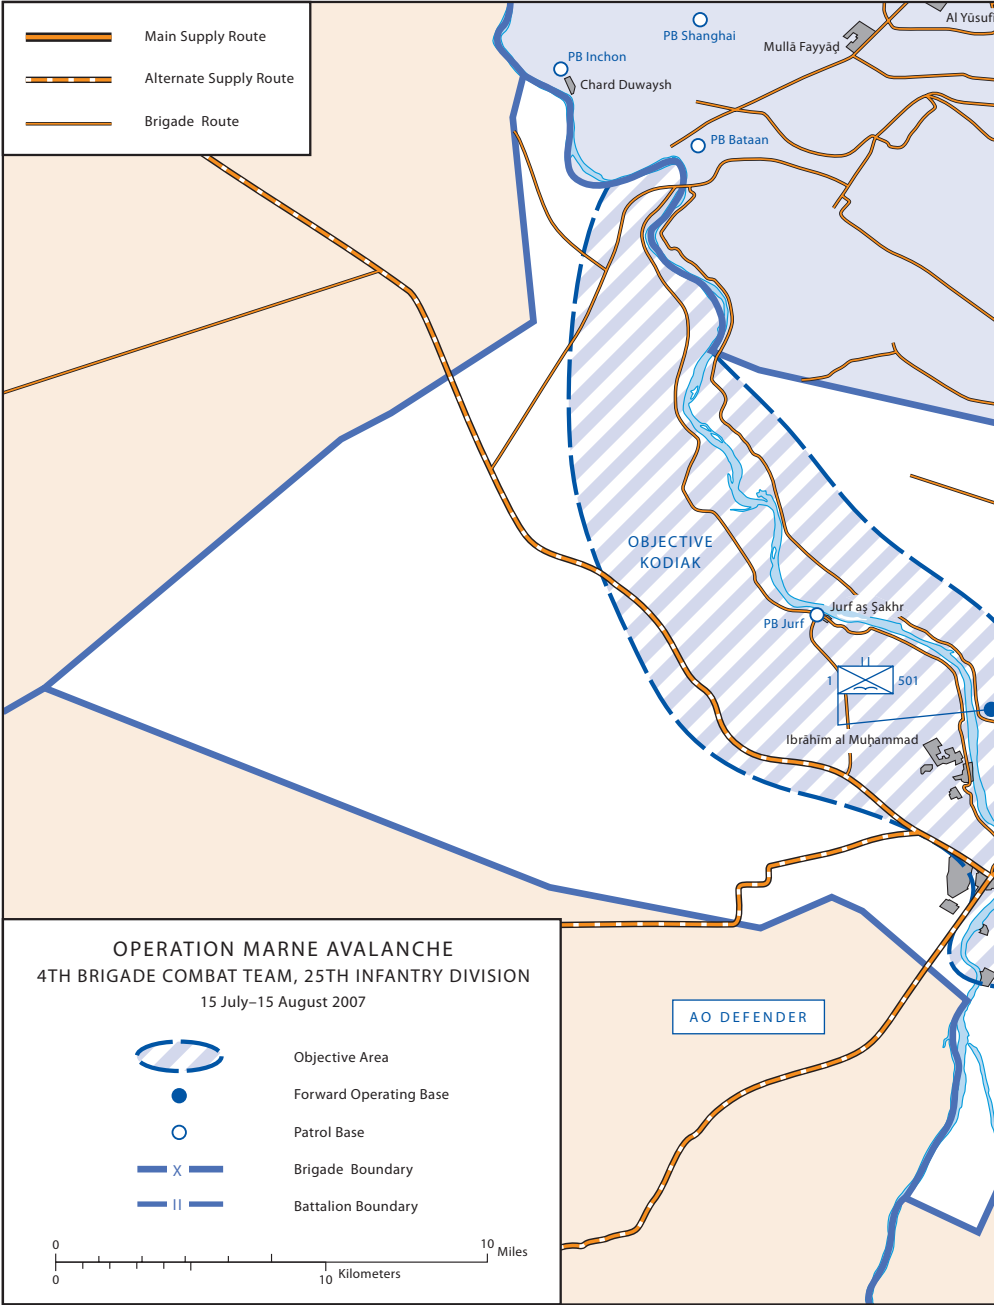 Main Supply Route
Alternate Supply Route
Brigade Route
PB Shanghai
Al Yūsufī
Mullā Fayyāḑ
PB Inchon
Chard Duwaysh
PB Bataan
OBJECTIVE
KODIAK
Jurf aş Şakhr
PB Jurf
II
1 501
Ibrāhīm al Muḩammad
AO DEFENDER
OPERATION MARNE AVALANCHE
4TH BRIGADE COMBAT TEAM, 25TH INFANTRY DIVISION
15 July–15 August 2007
Objective Area
Forward Operating Base
Patrol Base
X Brigade Boundary
II Battalion Boundary
0 10 Miles
0 10 Kilometers